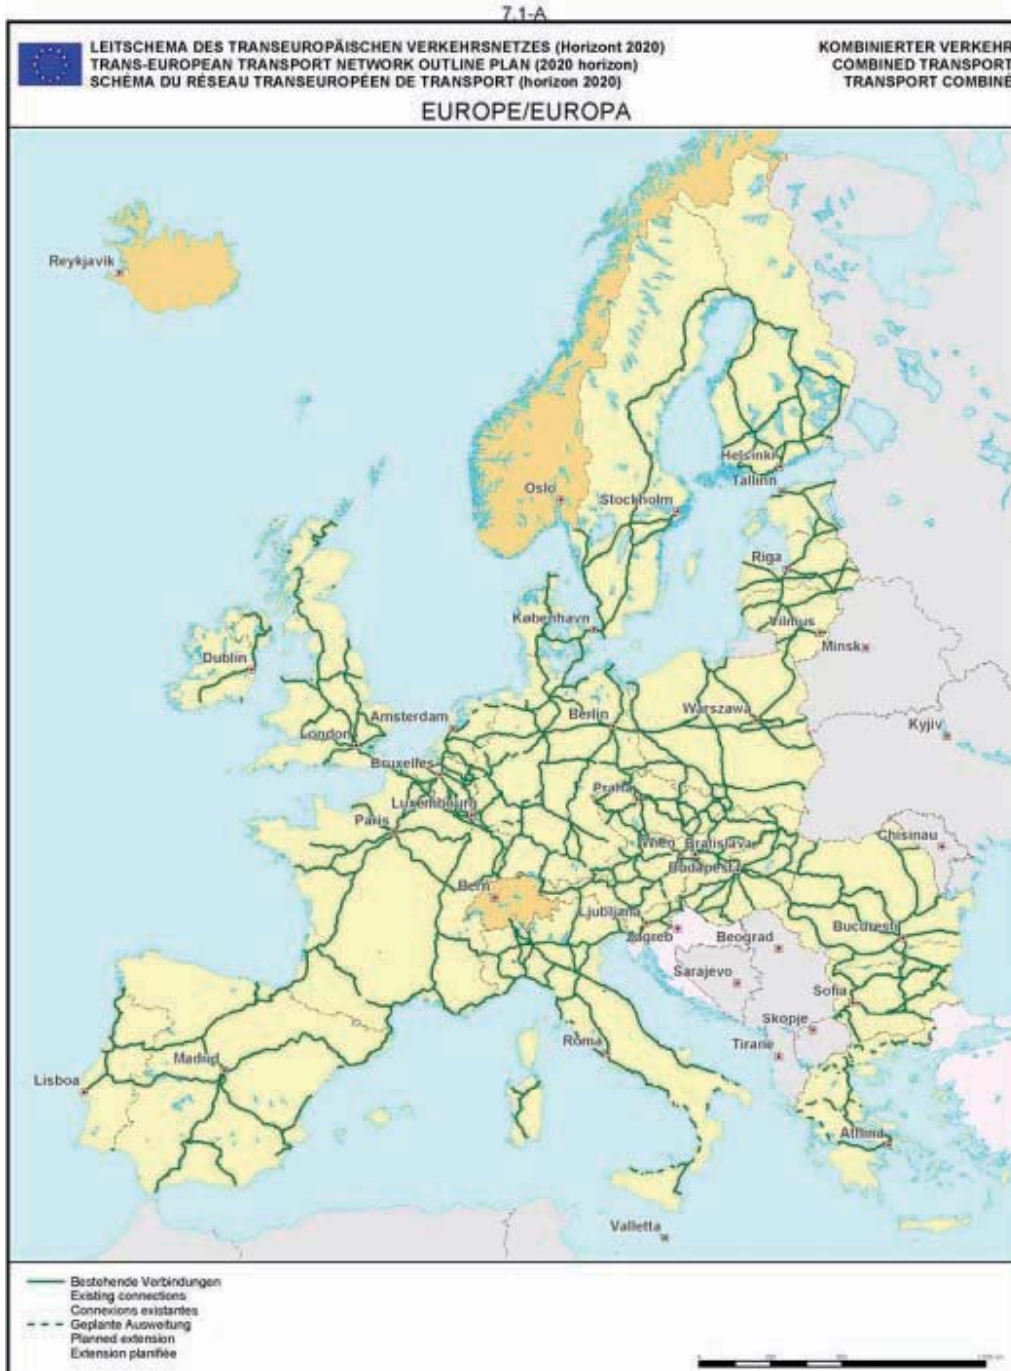 7.1-A
LEITSCHEMA DES TRANSEUROPÄISCHEN VERKEHRSNETZES (Horizont 2020)
TRANS-EUROPEAN TRANSPORT NETWORK OUTLINE PLAN (2020 horizon)
SCHÉMA DU RÉSEAU TRANSEUROPÉEN DE TRANSPORT (horizon 2020)
KOMBINIERTER VERKEHR
COMBINED TRANSPORT
TRANSPORT COMBINÉ
EUROPE/EUROPA
Reykjavik
Helsinki
Tallinn
Oslo
Stockholm
Riga
København
Vilnius
Minsk
Dublin
Amsterdam
Berlin
Warszawa
London
Kyjiv
Bruxelles
Praha
Luxembourg
Paris
Chisinau
Wien
Bratislava
Budapest
Bern
Ljubljana
Zagreb
Beograd
Bucuresti
Sarajevo
Sofia
Skopje
Roma
Tirane
Madrid
Lisboa
Athina
Valletta
Bestehende Verbindungen
Existing connections
Connexions existantes
Geplante Ausweitung
Planned extension
Extension planifiée